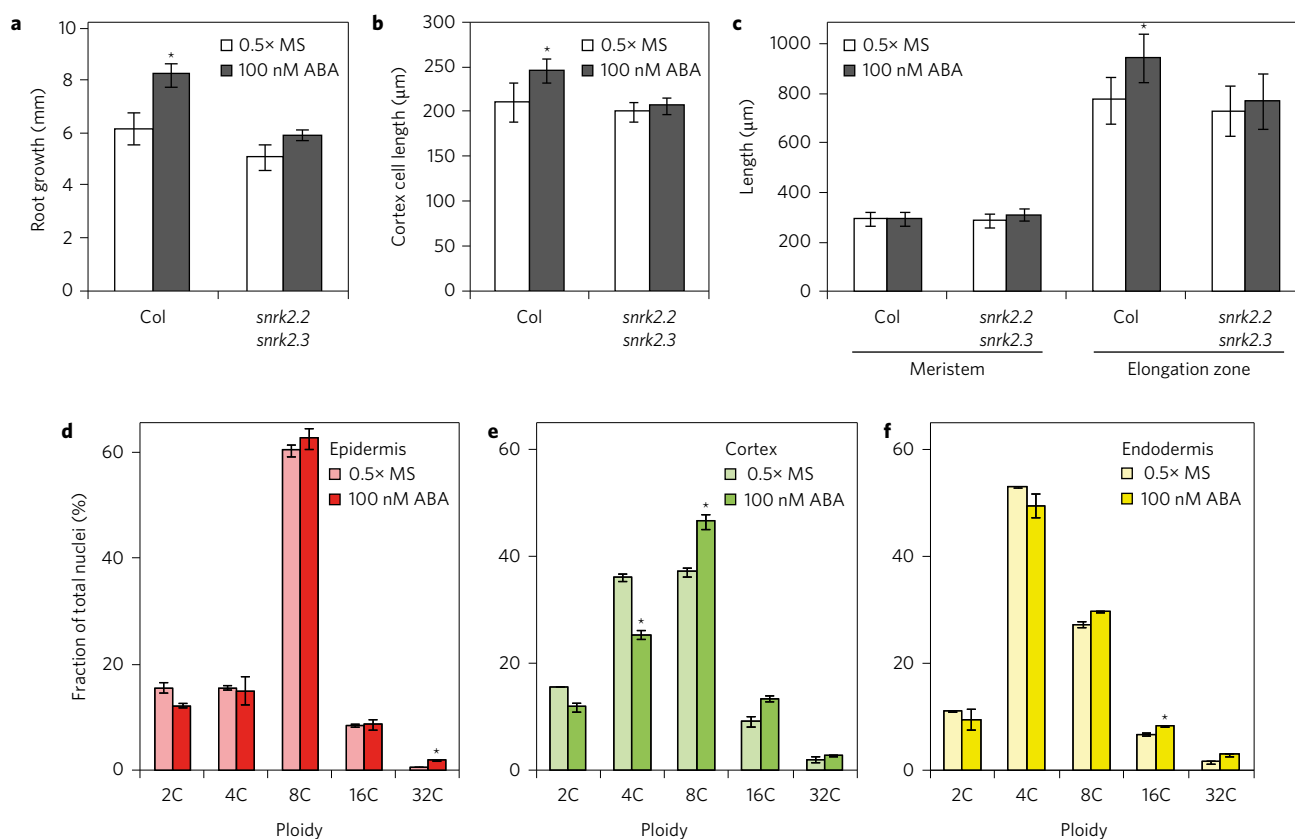 a
Root growth (mm)
10
8
6
4
2
0
0.5× MS
100 nM ABA
*
Col
snrk2.2
snrk2.3
b
Cortex cell length (μm)
300
250
200
150
100
50
0
0.5× MS
100 nM ABA
*
Col
snrk2.2
snrk2.3
c
Length (μm)
1000
800
600
400
200
0
0.5× MS
100 nM ABA
*
Col
snrk2.2
snrk2.3
Col
snrk2.2
snrk2.3
Meristem
Elongation zone
d
Fraction of total nuclei (%)
60
40
20
0
Epidermis
0.5× MS
100 nM ABA
*
2C 4C 8C 16C 32C
Ploidy
e
60
40
20
0
Cortex
0.5× MS
100 nM ABA
*
*
2C 4C 8C 16C 32C
Ploidy
f
60
40
20
0
Endodermis
0.5× MS
100 nM ABA
*
2C 4C 8C 16C 32C
Ploidy